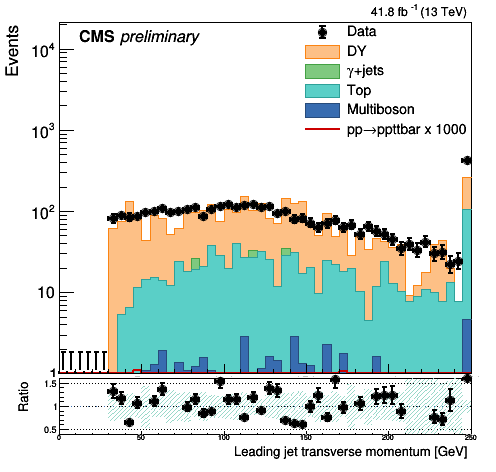 41.8 fb⁻¹ (13 TeV)
CMS preliminary
Data
DY
γ+jets
Top
Multiboson
pp→ppttbar x 1000
Events
10⁴
10³
10²
10
1
Ratio
1.5
1
0.5
0 50 100 150 200 250
Leading jet transverse momentum [GeV]